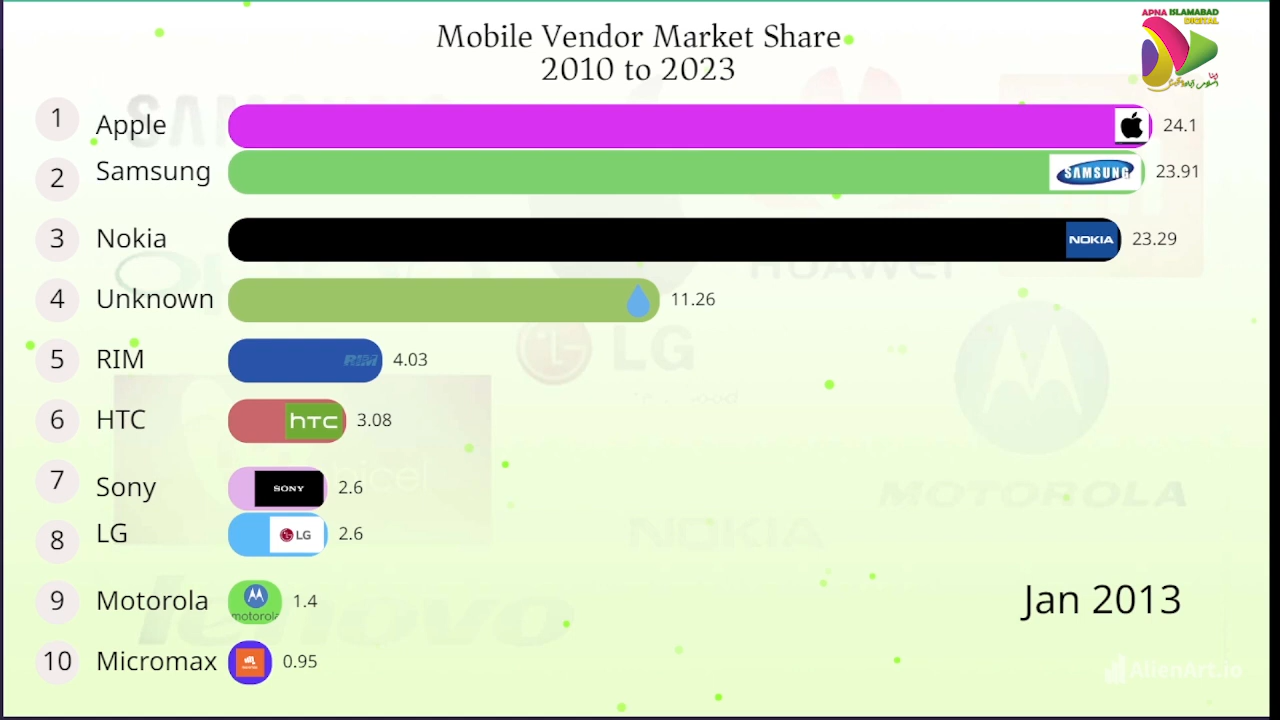 Mobile Vendor Market Share
2010 to 2023
APNA ISLAMABAD
DIGITAL
1 Apple 24.1
2 Samsung SAMSUNG 23.91
3 Nokia NOKIA 23.29
4 Unknown 11.26
5 RIM RIM 4.03
6 HTC hTC 3.08
7 Sony SONY 2.6
8 LG LG 2.6
9 Motorola motorola 1.4
10 Micromax 0.95
Jan 2013
SAMSUNG
OPPO
HUAWEI
LG
MOTOROLA
NOKIA
lenovo
AlienArt.io